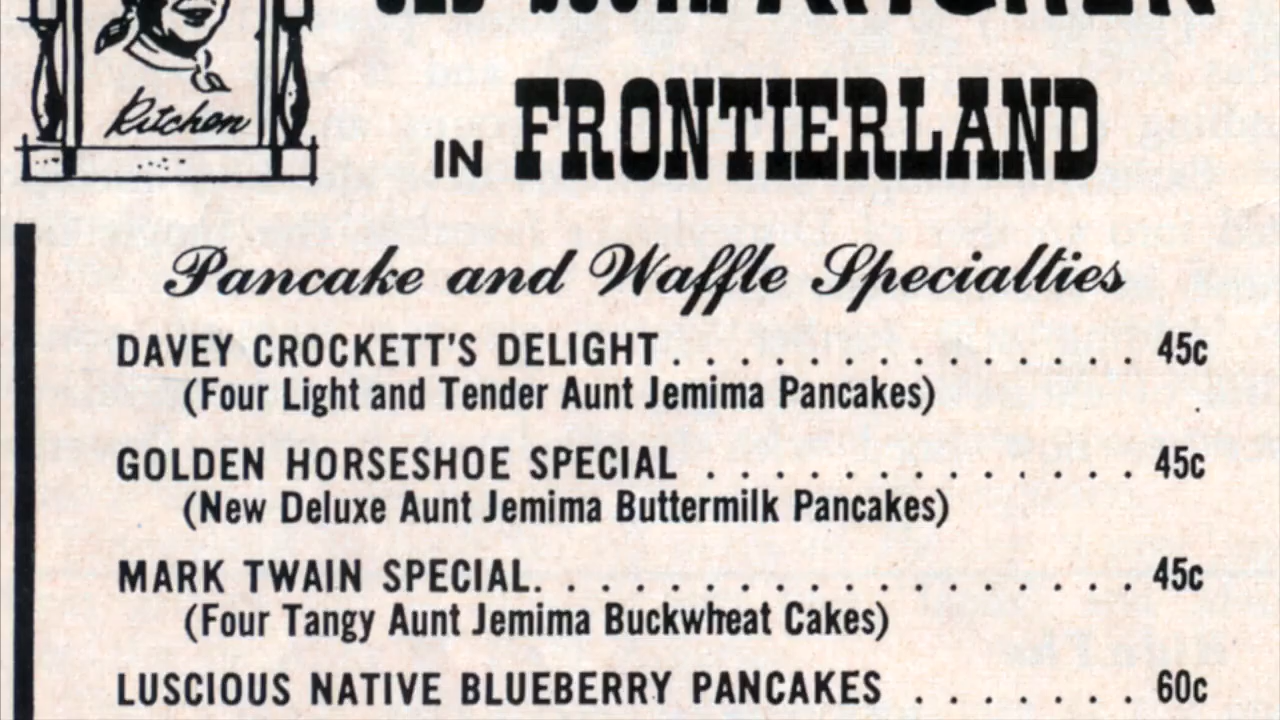 Kitchen
IN FRONTIERLAND
Pancake and Waffle Specialties
DAVEY CROCKETT'S DELIGHT. . . . . . . . . . . . . . . 45c
(Four Light and Tender Aunt Jemima Pancakes)
GOLDEN HORSESHOE SPECIAL . . . . . . . . . . . . . . 45c
(New Deluxe Aunt Jemima Buttermilk Pancakes)
MARK TWAIN SPECIAL. . . . . . . . . . . . . . . . . . . 45c
(Four Tangy Aunt Jemima Buckwheat Cakes)
LUSCIOUS NATIVE BLUEBERRY PANCAKES . . . . . . . 60c